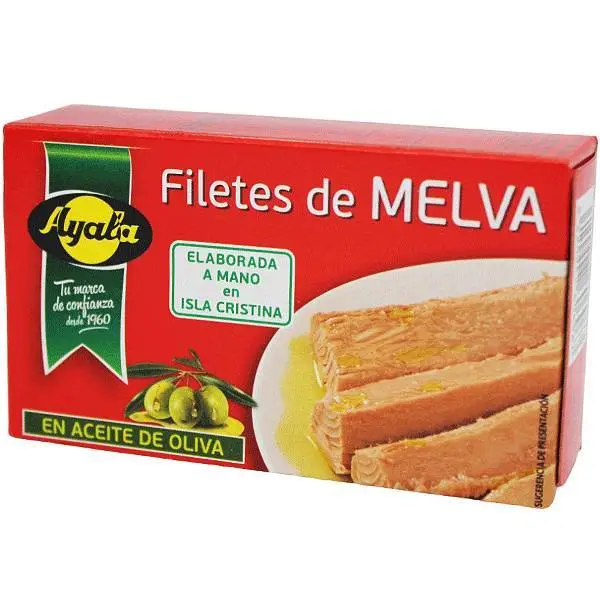 Ayala
Tu marca
de confianza
desde 1960
Filetes de MELVA
ELABORADA
A MANO
en
ISLA CRISTINA
EN ACEITE DE OLIVA
SUGERENCIA DE PRESENTACIÓN